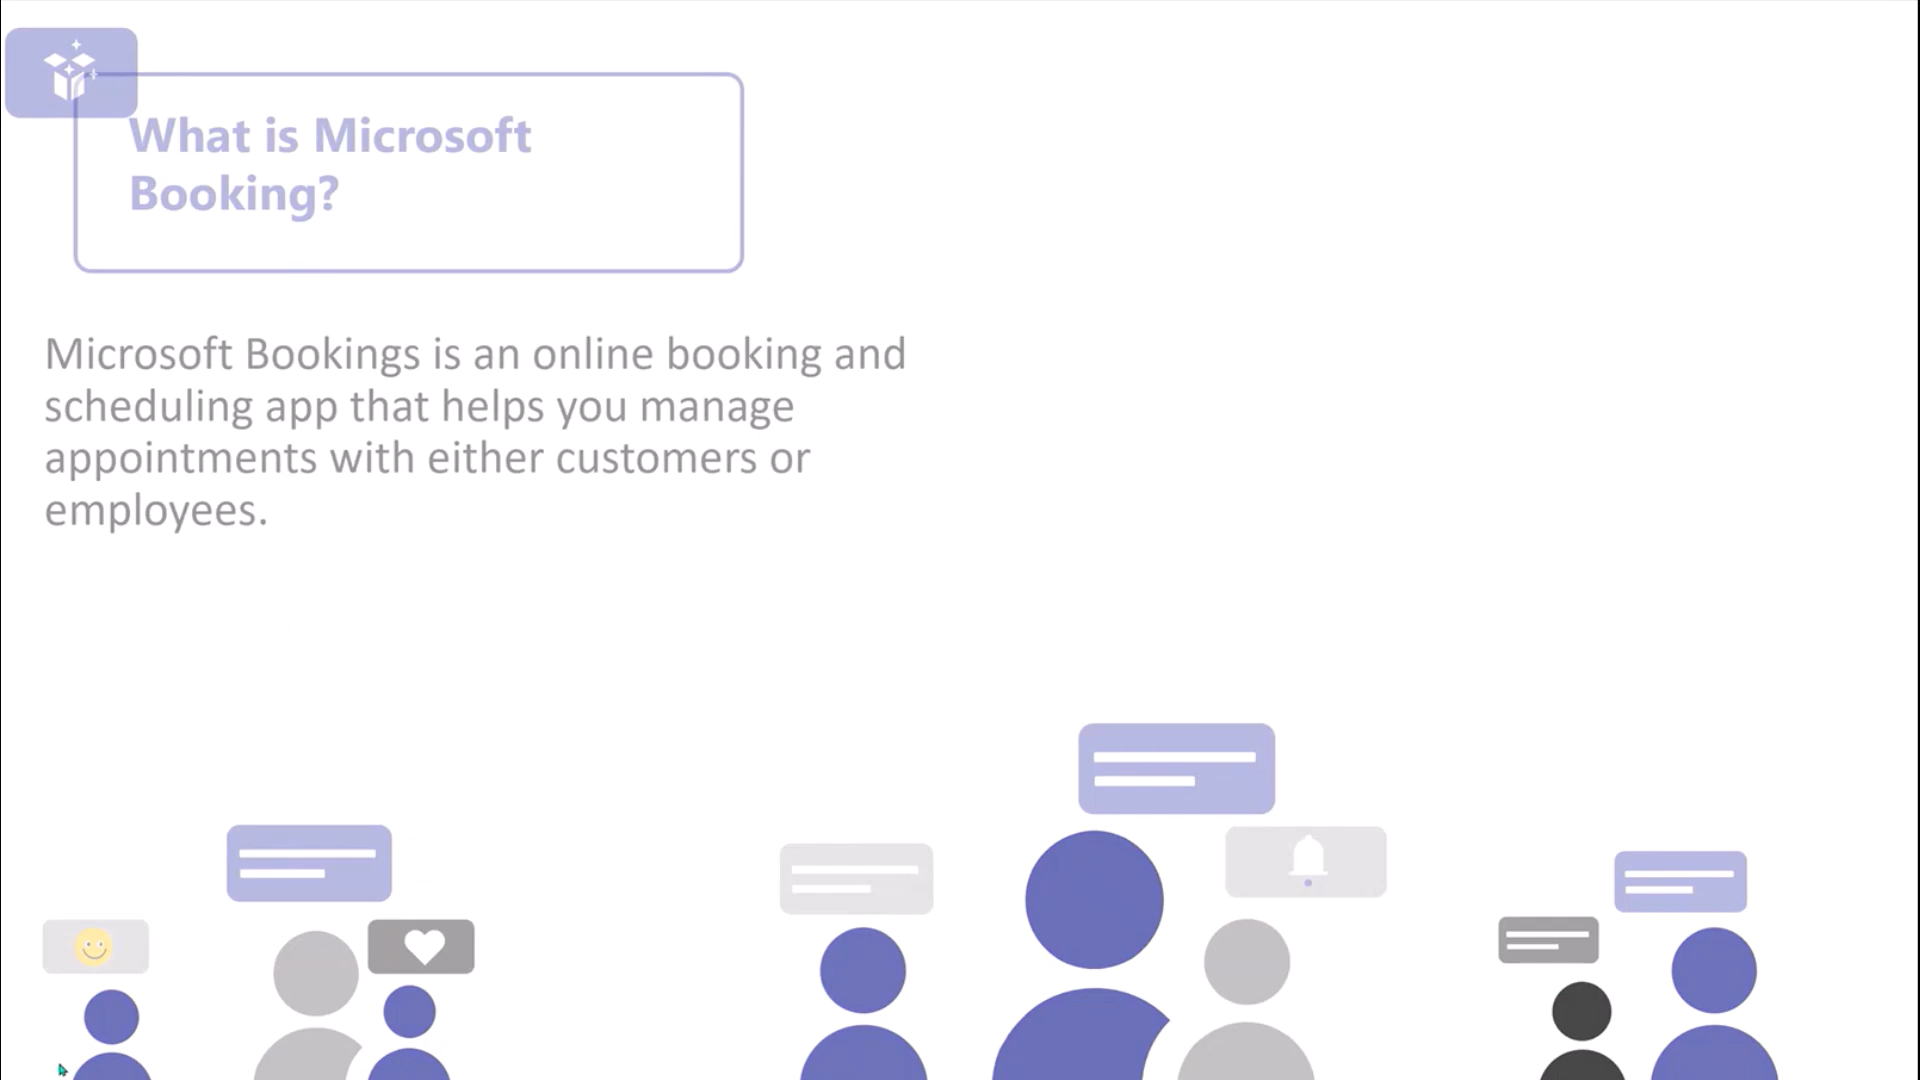 What is Microsoft
Booking?
Microsoft Bookings is an online booking and
scheduling app that helps you manage
appointments with either customers or
employees.